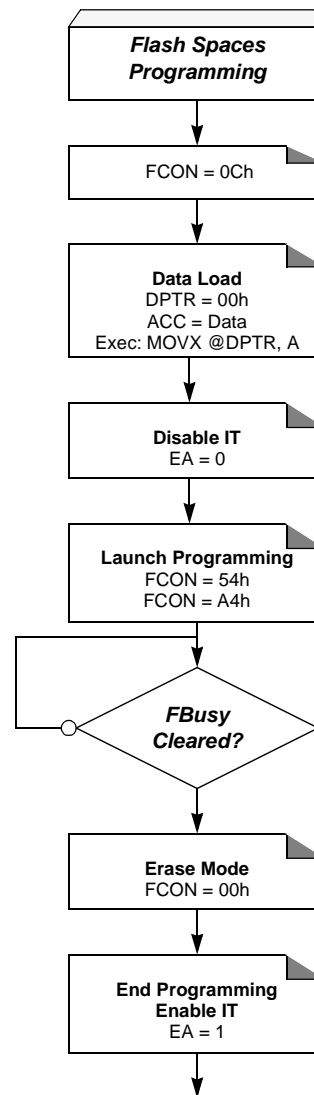 Flash Spaces
Programming
FCON = 0Ch
Data Load
DPTR = 00h
ACC = Data
Exec: MOVX @DPTR, A
Disable IT
EA = 0
Launch Programming
FCON = 54h
FCON = A4h
FBusy
Cleared?
Erase Mode
FCON = 00h
End Programming
Enable IT
EA = 1